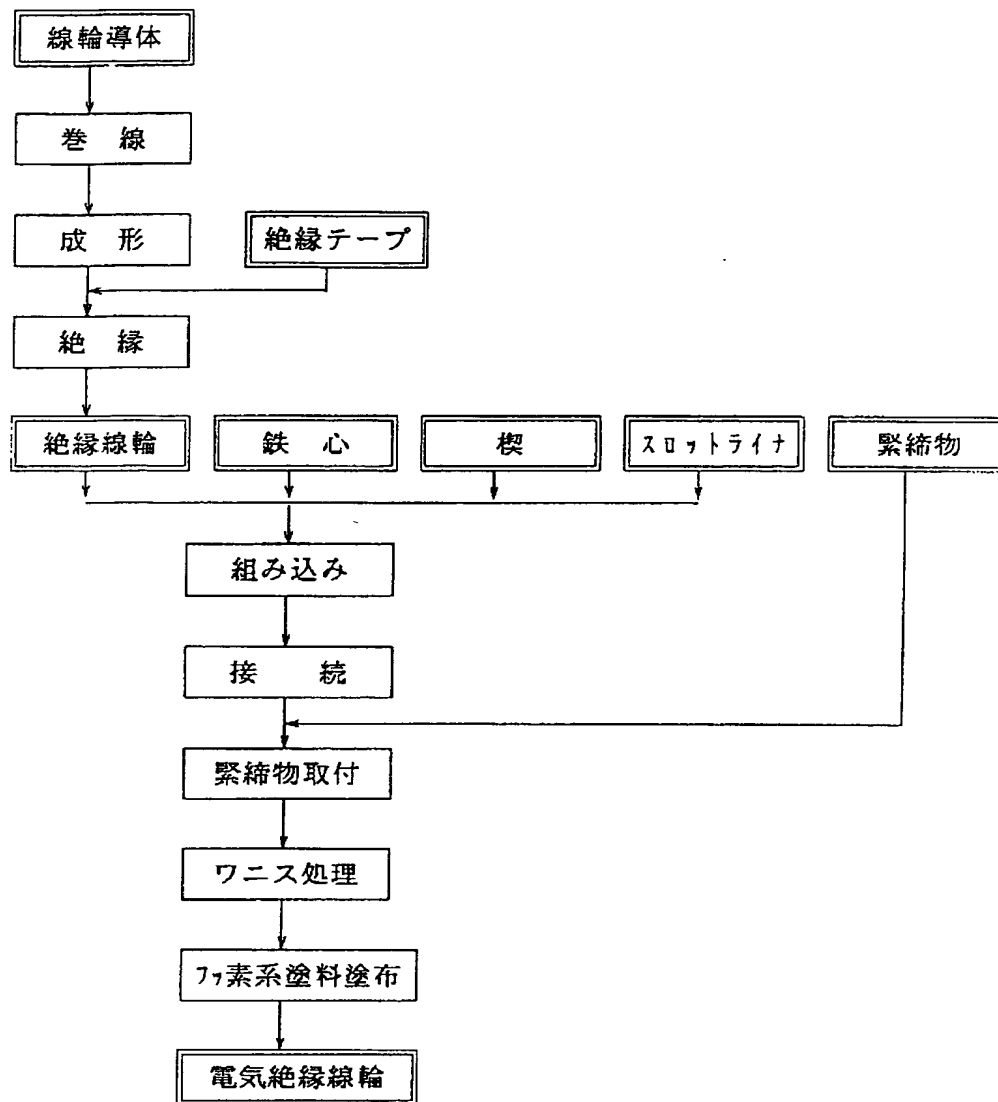 線輪導体
巻線
成形
絶縁テープ
絶縁
絶縁線輪
鉄心
楔
スロットライナ
緊締物
組み込み
接続
緊締物取付
ワニス処理
フッ素系塗料塗布
電気絶縁線輪